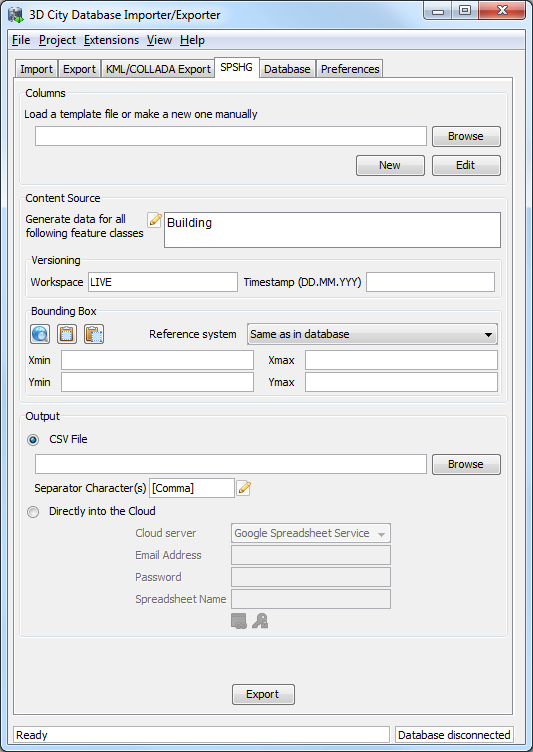 3D City Database Importer/Exporter
File Project Extensions View Help
Import Export KML/COLLADA Export SPSHG Database Preferences
Columns
Load a template file or make a new one manually
Browse
New Edit
Content Source
Generate data for all
following feature classes
Building
Versioning
Workspace LIVE Timestamp (DD.MM.YYY)
Bounding Box
Reference system Same as in database
Xmin Xmax
Ymin Ymax
Output
CSV File
Browse
Separator Character(s) [Comma]
Directly into the Cloud
Cloud server Google Spreadsheet Service
Email Address
Password
Spreadsheet Name
Export
Ready Database disconnected